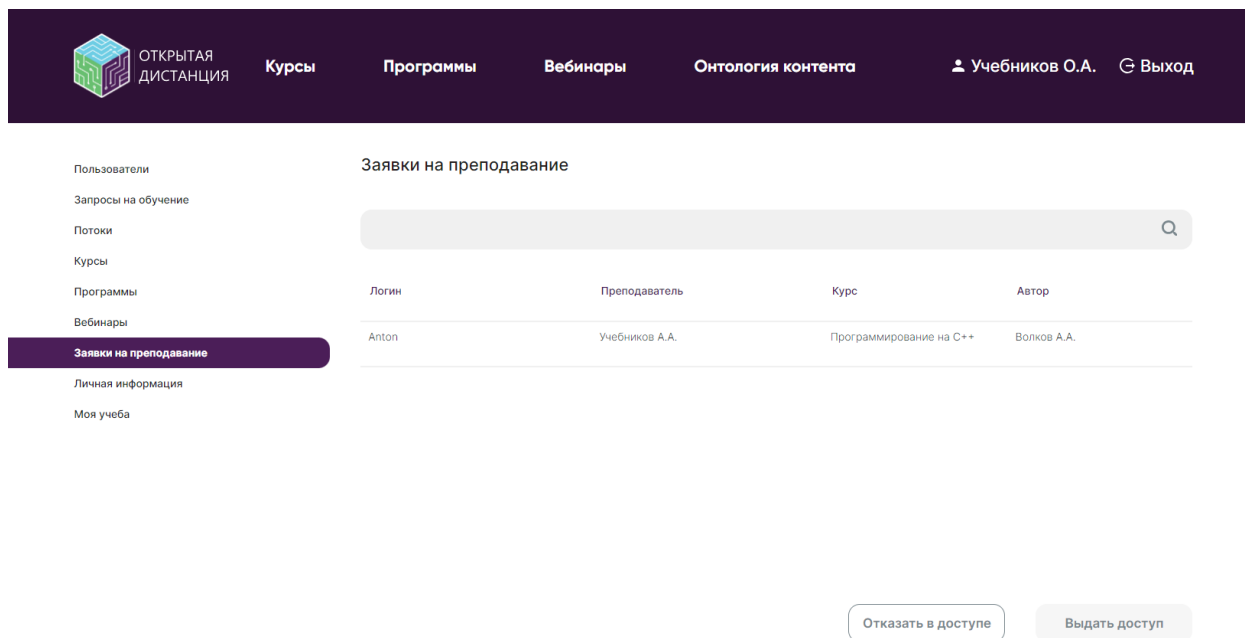 ОТКРЫТАЯ
ДИСТАНЦИЯ
Курсы Программы Вебинары Онтология контента Учебников О.А. Выход
Пользователи
Запросы на обучение
Потоки
Курсы
Программы
Вебинары
Заявки на преподавание
Личная информация
Моя учеба
Заявки на преподавание
Логин Преподаватель Курс Автор
Anton Учебников А.А. Программирование на C++ Волков А.А.
Отказать в доступе Выдать доступ